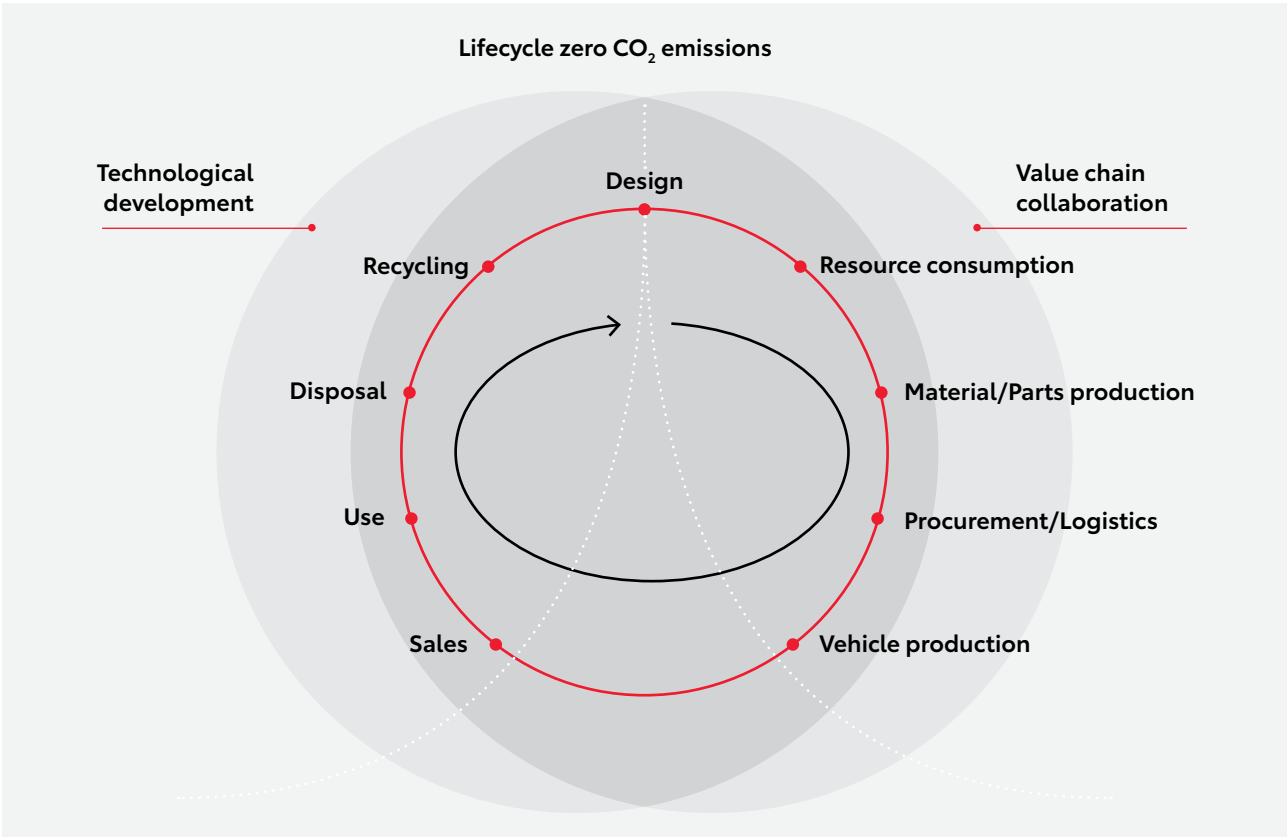 Lifecycle zero CO₂ emissions
Technological
development
Value chain
collaboration
Design
Recycling
Resource consumption
Disposal
Material/Parts production
Use
Procurement/Logistics
Sales
Vehicle production